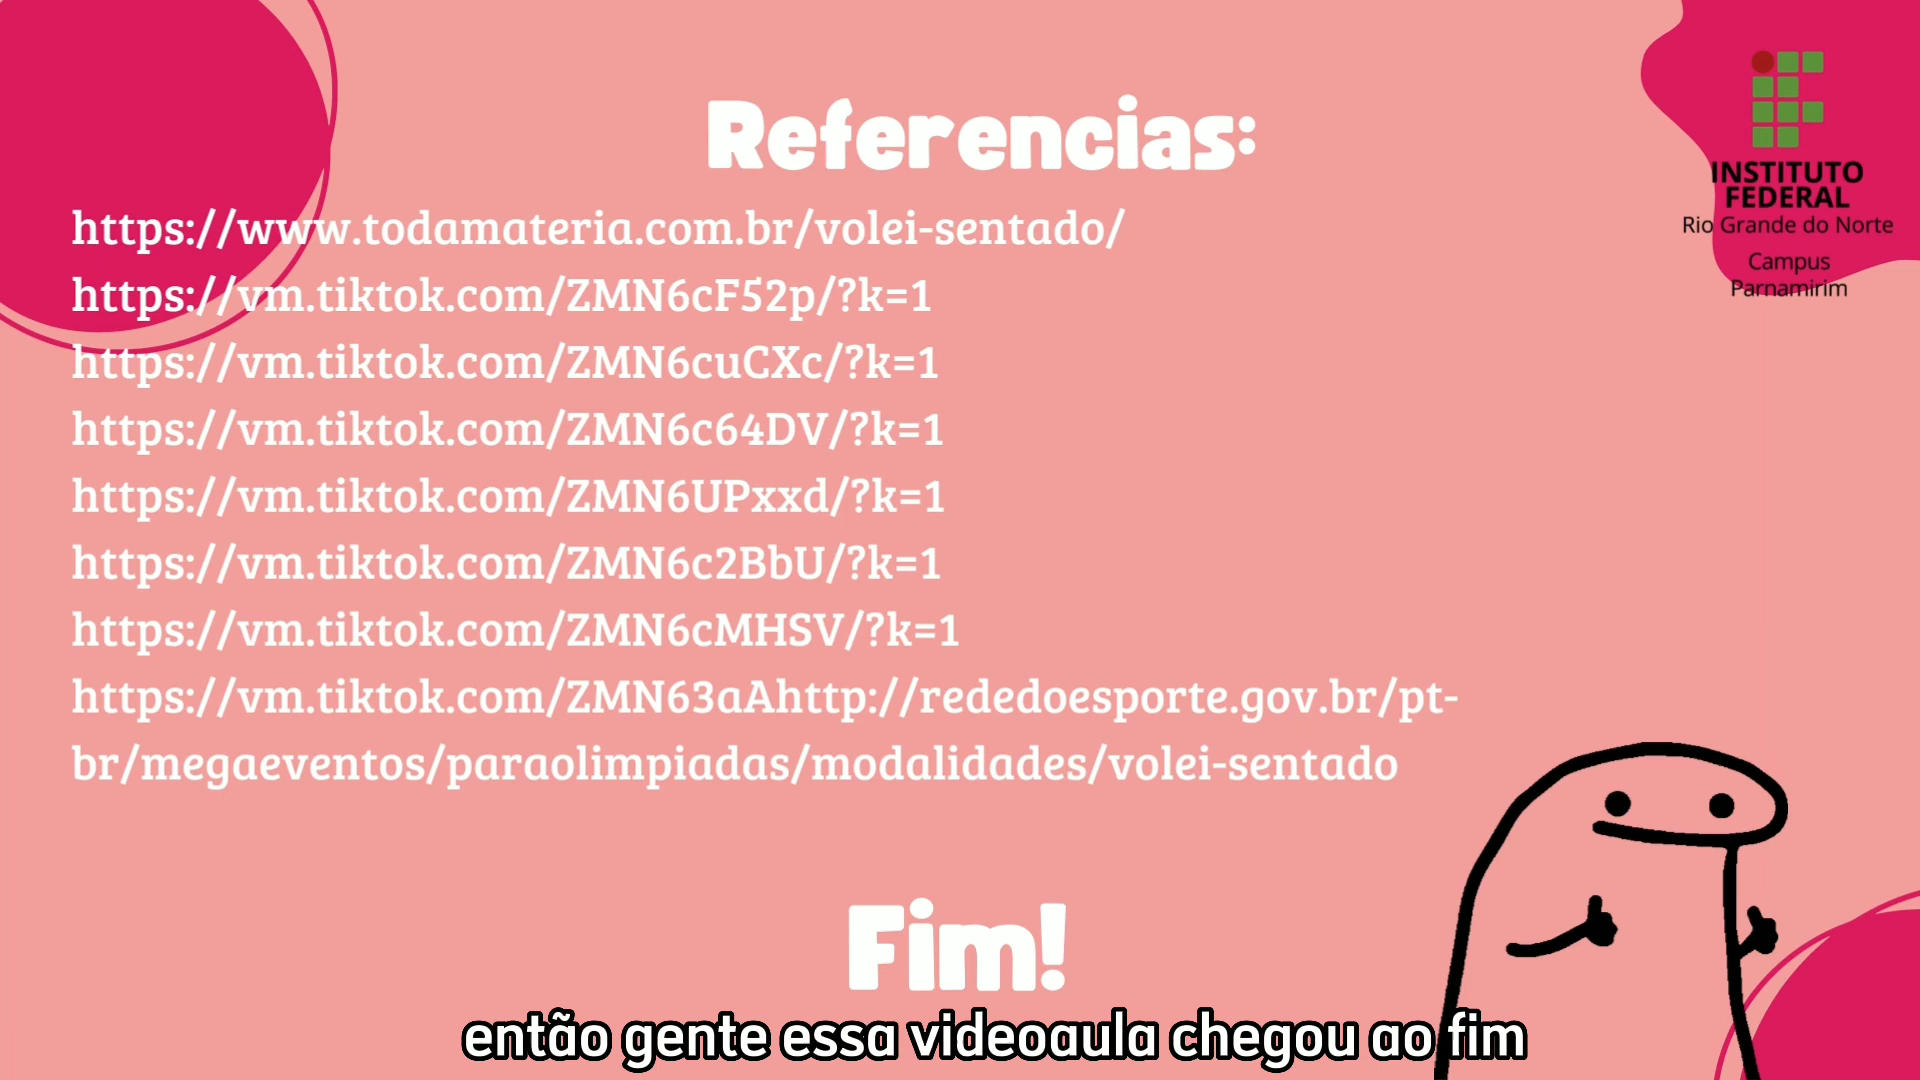 Referencias:
https://www.todamateria.com.br/volei-sentado/
https://vm.tiktok.com/ZMN6cF52p/?k=1
https://vm.tiktok.com/ZMN6cuCXc/?k=1
https://vm.tiktok.com/ZMN6c64DV/?k=1
https://vm.tiktok.com/ZMN6UPxxd/?k=1
https://vm.tiktok.com/ZMN6c2BbU/?k=1
https://vm.tiktok.com/ZMN6cMHSV/?k=1
https://vm.tiktok.com/ZMN63aAhttp://rededoesporte.gov.br/pt-
br/megaeventos/paraolimpiadas/modalidades/volei-sentado
INSTITUTO
FEDERAL
Rio Grande do Norte
Campus
Parnamirim
Fim!
então gente essa videoaula chegou ao fim